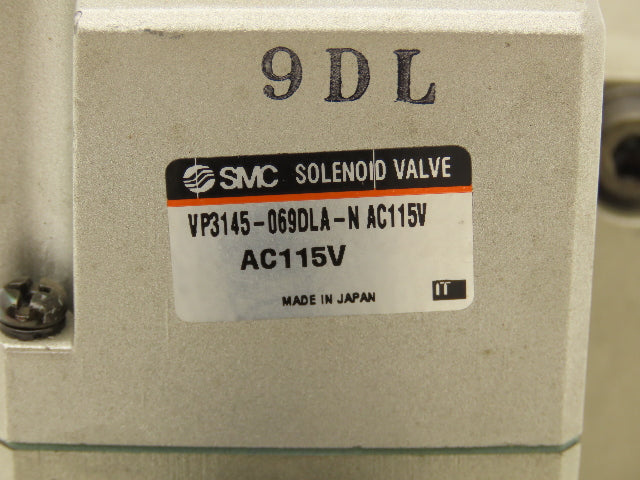 9DL
SMC SOLENOID VALVE
VP3145-069DLA-N AC115V
AC115V
MADE IN JAPAN
IT